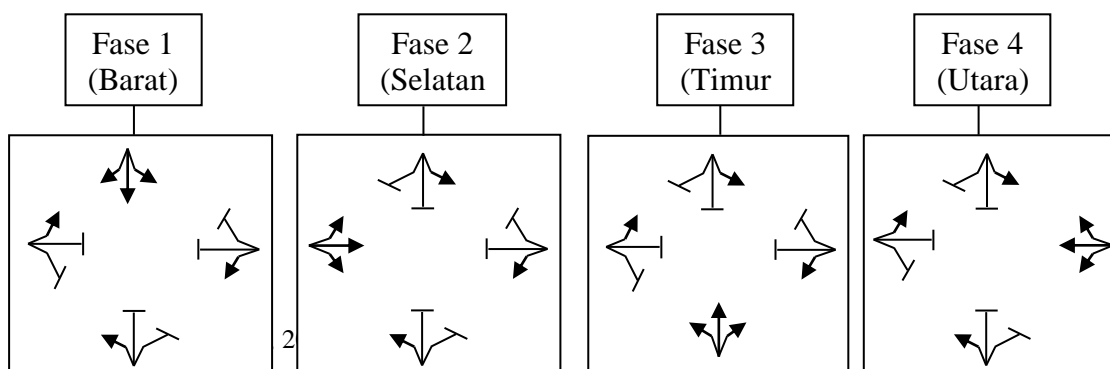 Fase 1
(Barat)
Fase 2
(Selatan
Fase 3
(Timur
Fase 4
(Utara)
2